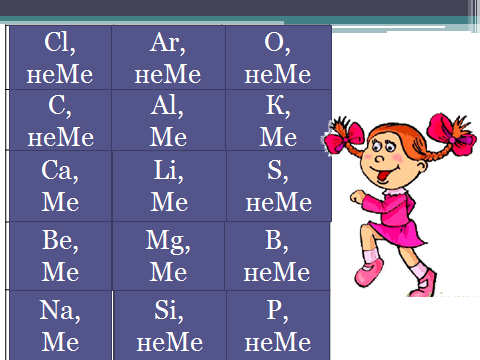 Cl, Ar, O,
неМе неМе неМе
C, Al, К,
неМе Ме Ме
Ca, Li, S,
Ме Ме неМе
Be, Mg, B,
Ме Ме неМе
Na, Si, P,
Ме неМе неМе